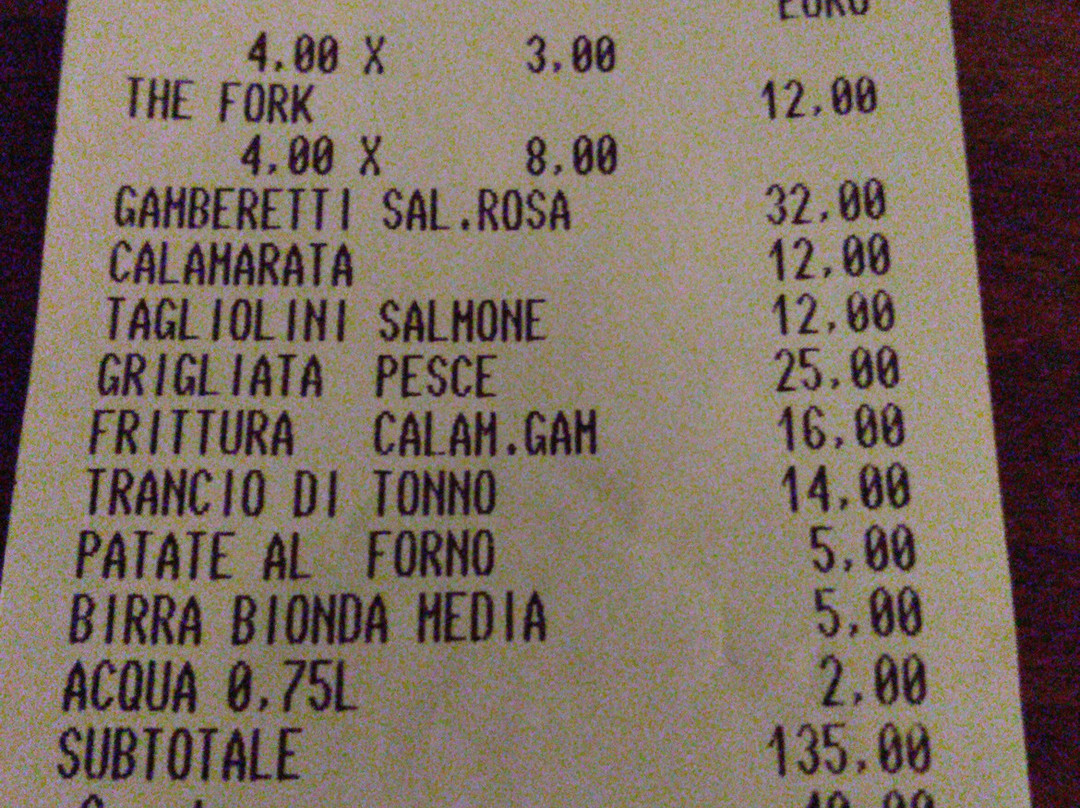 EURO
4,00 X 3,00
THE FORK 12,00
4,00 X 8,00
GAMBERETTI SAL.ROSA 32,00
CALAMARATA 12,00
TAGLIOLINI SALMONE 12,00
GRIGLIATA PESCE 25,00
FRITTURA CALAM.GAM 16,00
TRANCIO DI TONNO 14,00
PATATE AL FORNO 5,00
BIRRA BIONDA MEDIA 5,00
ACQUA 0,75L 2,00
SUBTOTALE 135,00